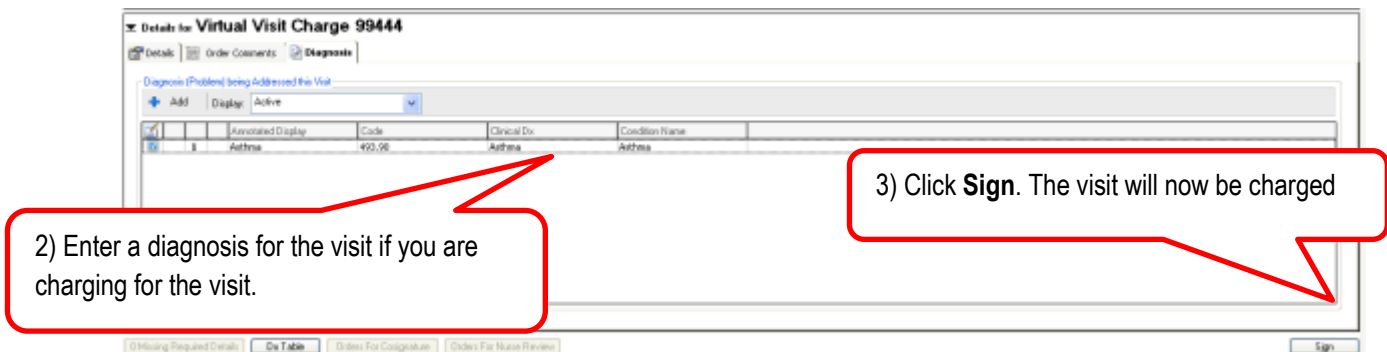 Details for Virtual Visit Charge 99444
Details Order Comments Diagnosis
Diagnosis (Problem) being Addressed this Visit
Add Display: Active
Annotated Display Code Clinical Dx Condition Name
1 Asthma 493.90 Asthma Asthma
3) Click Sign. The visit will now be charged
2) Enter a diagnosis for the visit if you are
charging for the visit.
0 Missing Required Details Dx Table Orders For Cosignature Orders For Nurse Review Sign